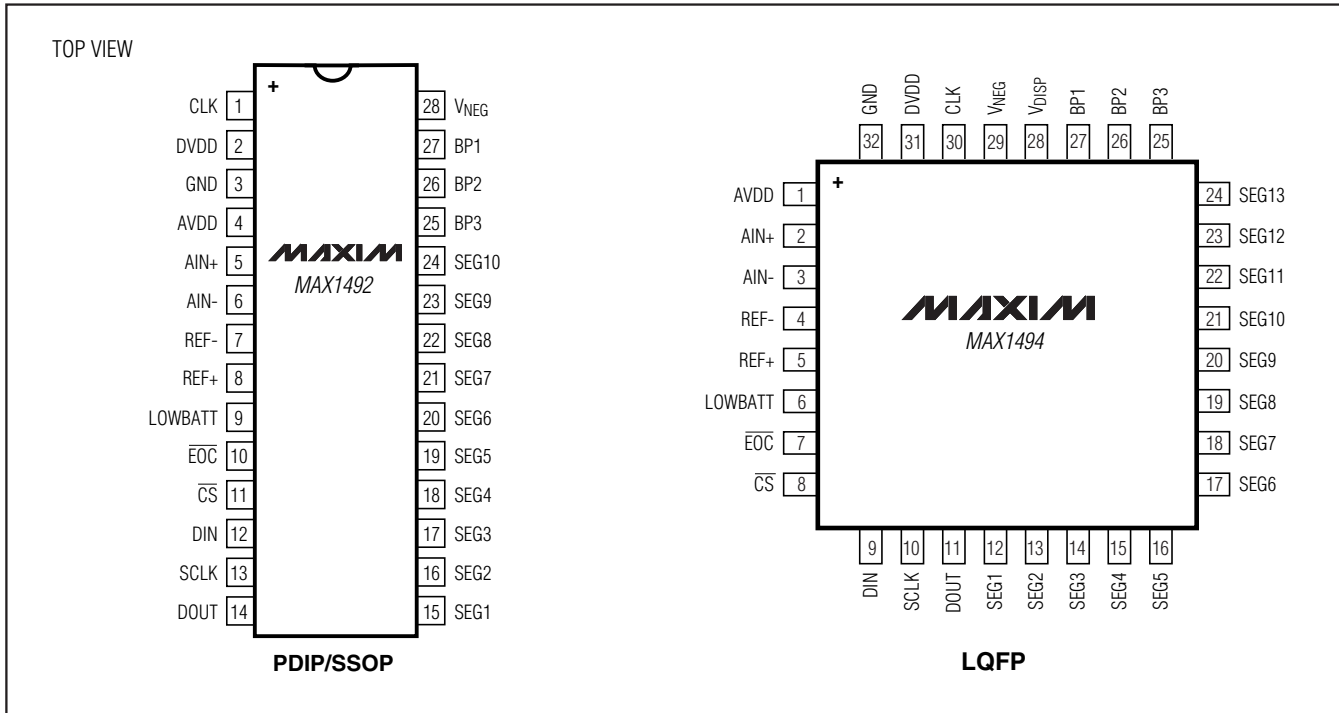 TOP VIEW
+
CLK 1
DVDD 2
GND 3
AVDD 4
AIN+ 5
AIN- 6
REF- 7
REF+ 8
LOWBATT 9
E̅O̅C̅ 10
C̅S̅ 11
DIN 12
SCLK 13
DOUT 14
MAXIM
MAX1492
28 VNEG
27 BP1
26 BP2
25 BP3
24 SEG10
23 SEG9
22 SEG8
21 SEG7
20 SEG6
19 SEG5
18 SEG4
17 SEG3
16 SEG2
15 SEG1
PDIP/SSOP
GND DVDD CLK VNEG VDISP BP1 BP2 BP3
32 31 30 29 28 27 26 25
+
AVDD 1
AIN+ 2
AIN- 3
REF- 4
REF+ 5
LOWBATT 6
E̅O̅C̅ 7
C̅S̅ 8
MAXIM
MAX1494
24 SEG13
23 SEG12
22 SEG11
21 SEG10
20 SEG9
19 SEG8
18 SEG7
17 SEG6
9 10 11 12 13 14 15 16
DIN SCLK DOUT SEG1 SEG2 SEG3 SEG4 SEG5
LQFP